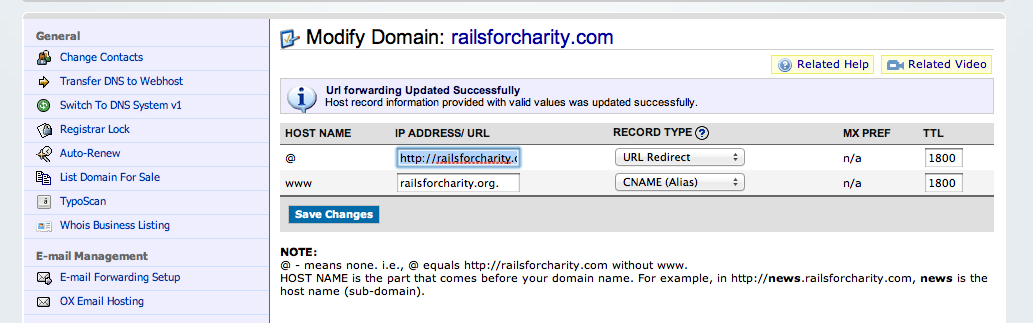 General
Change Contacts
Transfer DNS to Webhost
Switch To DNS System v1
Registrar Lock
Auto-Renew
List Domain For Sale
TypoScan
Whois Business Listing
E-mail Management
E-mail Forwarding Setup
OX Email Hosting
Modify Domain: railsforcharity.com
Related Help Related Video
Url forwarding Updated Successfully
Host record information provided with valid values was updated successfully.
HOST NAME IP ADDRESS/ URL RECORD TYPE ? MX PREF TTL
@ http://railsforcharity.c URL Redirect n/a 1800
www railsforcharity.org. CNAME (Alias) n/a 1800
Save Changes
NOTE:
@ - means none. i.e., @ equals http://railsforcharity.com without www.
HOST NAME is the part that comes before your domain name. For example, in http://news.railsforcharity.com, news is the
host name (sub-domain).